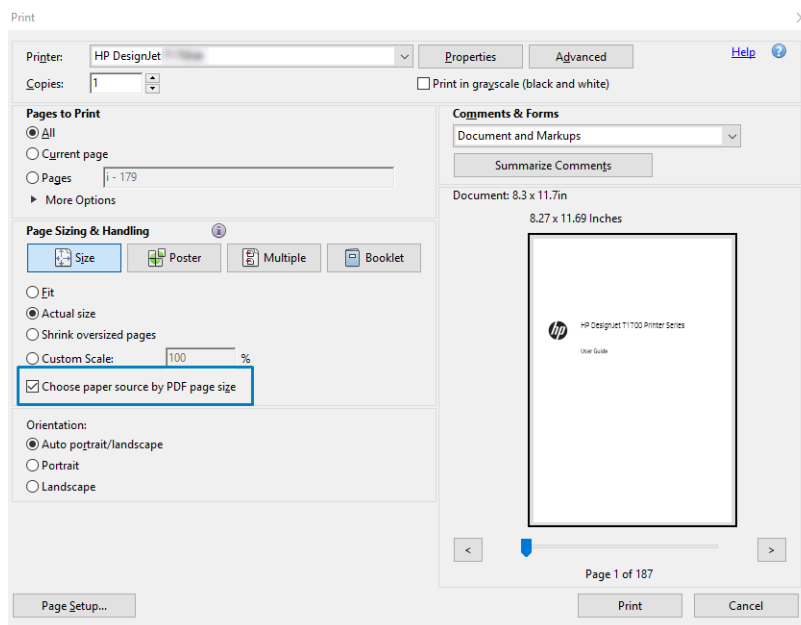 Print
Printer: HP DesignJet Properties Advanced Help
Copies: 1 Print in grayscale (black and white)
Pages to Print
All
Current page
Pages i - 179
More Options
Page Sizing & Handling
Size Poster Multiple Booklet
Fit
Actual size
Shrink oversized pages
Custom Scale: 100 %
Choose paper source by PDF page size
Orientation:
Auto portrait/landscape
Portrait
Landscape
Comments & Forms
Document and Markups
Summarize Comments
Document: 8.3 x 11.7in
8.27 x 11.69 Inches
hp HP DesignJet T1700 Printer Series
User Guide
< >
Page 1 of 187
Page Setup... Print Cancel